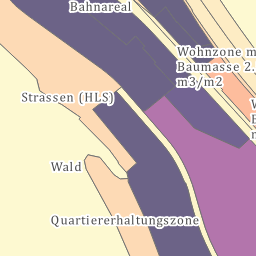 Bahnareal
Wohnzone m
Baumasse 2.
m3/m2
Strassen (HLS)
Wald
Quartiererhaltungszone